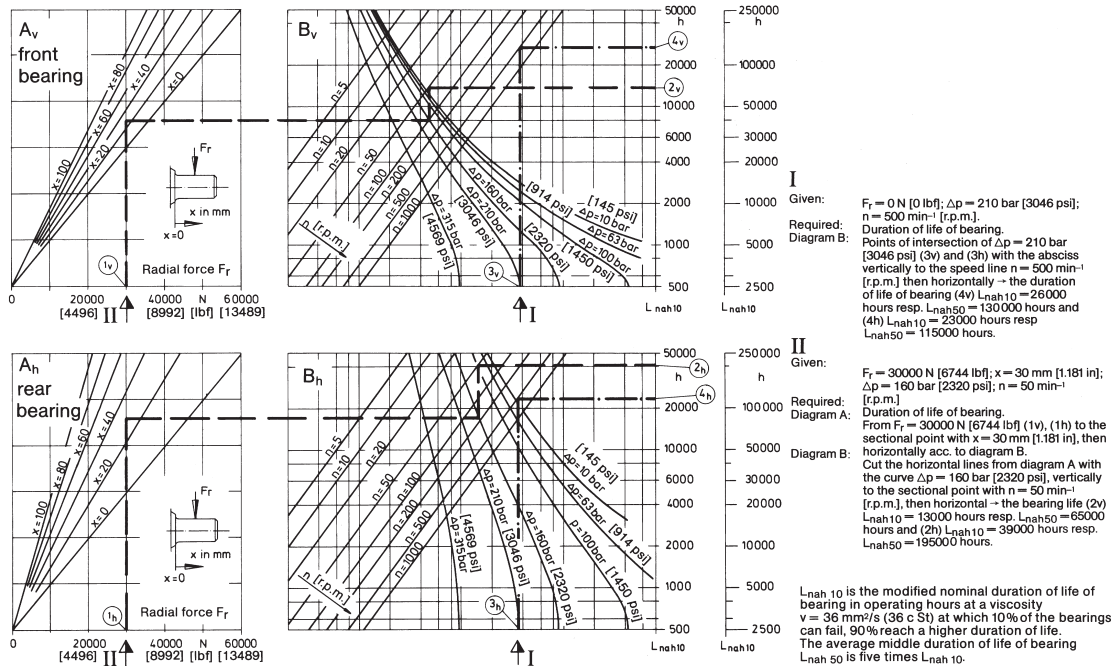 Av
front
bearing
x=100
x=80
x=60
x=40
x=20
x=0
Fr
x in mm
x=0
1v
Radial force Fr
0 20000 40000 N 60000
[4496] II [8992] [lbf] [13489]
Bv
n=5
n=10
n=20
n=50
n=100
n=200
n=500
n=1000
n [r.p.m.]
Δp=315 bar
[4569 psi]
Δp=210 bar
[3046 psi]
Δp=160bar
[2320 psi]
[914 psi]
[145 psi]
Δp=10 bar
Δp=63 bar
Δp=100 bar
[1450 psi]
3v
I
50000
h
4v
20000
2v
10000
6000
4000
2000
1000
500
Lnah10
250000
h
100000
50000
30000
20000
10000
5000
2500
Lnah10
Ah
rear
bearing
x=100
x=80
x=60
x=40
x=20
x=0
Fr
x in mm
x=0
1h
Radial force Fr
0 20000 40000 N 60000
[4496] II [8992] [lbf] [13489]
Bh
n=5
n=10
n=20
n=50
n=100
n=200
n=500
n=1000
n [r.p.m.]
[4569 psi]
Δp=315bar
Δp=210 bar
[3046 psi]
Δp=160 bar
[2320 psi]
[145 psi]
Δp=10 bar
Δp=63bar
[914 psi]
p=100bar
[1450 psi]
3h
I
50000
2h
h
4h
20000
10000
6000
4000
2000
1000
500
Lnah10
250000
h
100000
50000
30000
20000
10000
5000
2500
Lnah10
I
Given: Fr = 0 N [0 lbf]; Δp = 210 bar [3046 psi];
n = 500 min⁻¹ [r.p.m.].
Required: Duration of life of bearing.
Diagram B: Points of intersection of Δp = 210 bar
[3046 psi] (3v) and (3h) with the absciss
vertically to the speed line n = 500 min⁻¹
[r.p.m.] then horizontally → the duration
of life of bearing (4v) Lnah10 = 26000
hours resp. Lnah50 = 130000 hours and
(4h) Lnah10 = 23000 hours resp
Lnah50 = 115000 hours.
II
Given:
Fr = 30000 N [6744 lbf]; x = 30 mm [1.181 in];
Δp = 160 bar [2320 psi]; n = 50 min⁻¹
[r.p.m.]
Required: Duration of life of bearing.
Diagram A: From Fr = 30000 N [6744 lbf] (1v), (1h) to the
sectional point with x = 30 mm [1.181 in], then
horizontally acc. to diagram B.
Diagram B: Cut the horizontal lines from diagram A with
the curve Δp = 160 bar [2320 psi], vertically
to the sectional point with n = 50 min⁻¹
[r.p.m.], then horizontal → the bearing life (2v)
Lnah10 = 13000 hours resp. Lnah50 = 65000
hours and (2h) Lnah10 = 39000 hours resp.
Lnah50 = 195000 hours.
Lnah 10 is the modified nominal duration of life of
bearing in operating hours at a viscosity
v = 36 mm²/s (36 c St) at which 10% of the bearings
can fail, 90% reach a higher duration of life.
The average middle duration of life of bearing
Lnah 50 is five times Lnah 10.